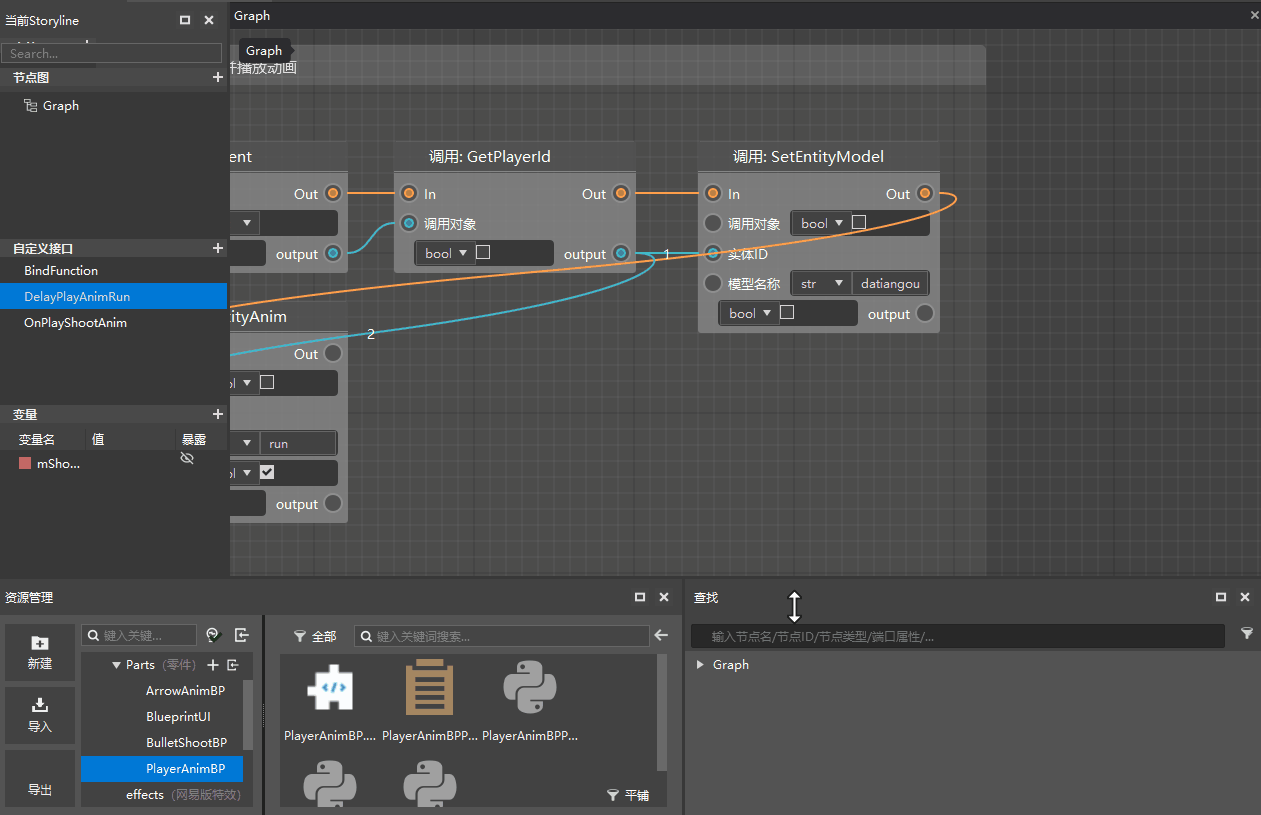 当前Storyline
Search...
节点图
Graph
自定义接口
BindFunction
DelayPlayAnimRun
OnPlayShootAnim
变量
变量名 值 暴露
mSho...
Graph
Graph
并播放动画
ent
Out
output
调用: GetPlayerId
In Out
调用对象
bool output
调用: SetEntityModel
In Out
调用对象 bool
实体ID
模型名称 str datiangou
bool output
1
2
ityAnim
Out
ol
run
ol
output
资源管理
新建
导入
导出
键入关键...
Parts (零件)
ArrowAnimBP
BlueprintUI
BulletShootBP
PlayerAnimBP
effects (网易版特效)
全部 键入关键词搜索...
PlayerAnimBP.... PlayerAnimBPP... PlayerAnimBPP...
平铺
查找
输入节点名/节点ID/节点类型/端口属性/...
Graph